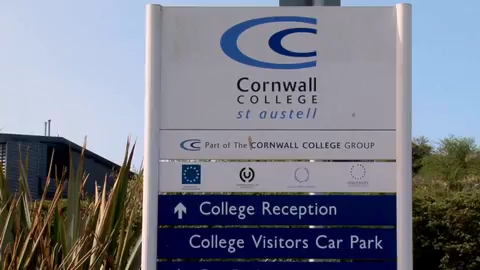 Cornwall
COLLEGE
st austell
Part of The CORNWALL COLLEGE GROUP
College Reception
College Visitors Car Park